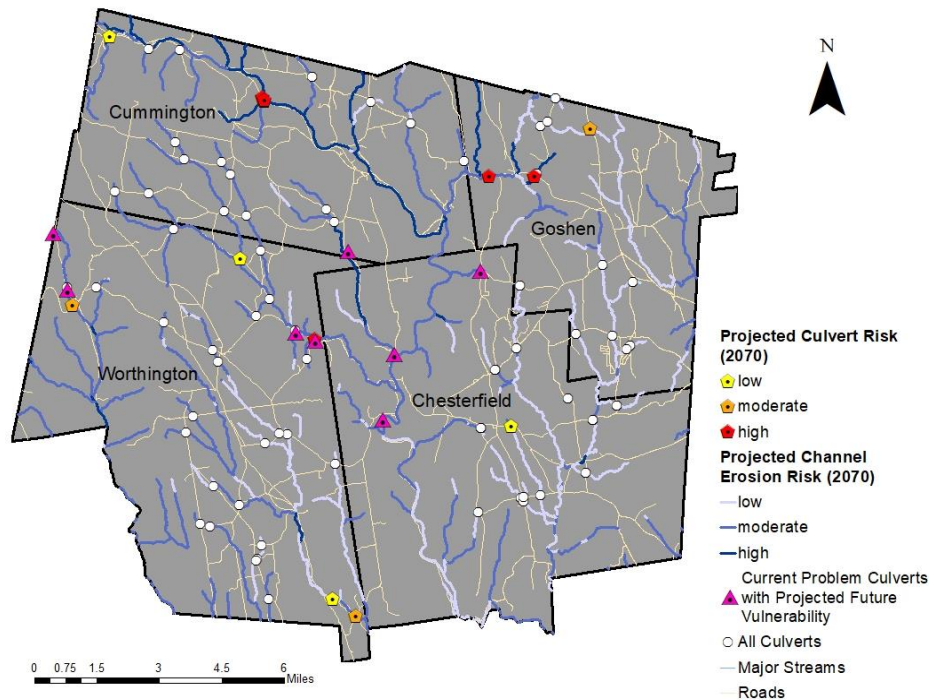 N
Cummington
Goshen
Worthington
Chesterfield
Projected Culvert Risk
(2070)
low
moderate
high
Projected Channel
Erosion Risk (2070)
low
moderate
high
Current Problem Culverts
with Projected Future
Vulnerability
All Culverts
Major Streams
Roads
0 0.75 1.5 3 4.5 6
Miles